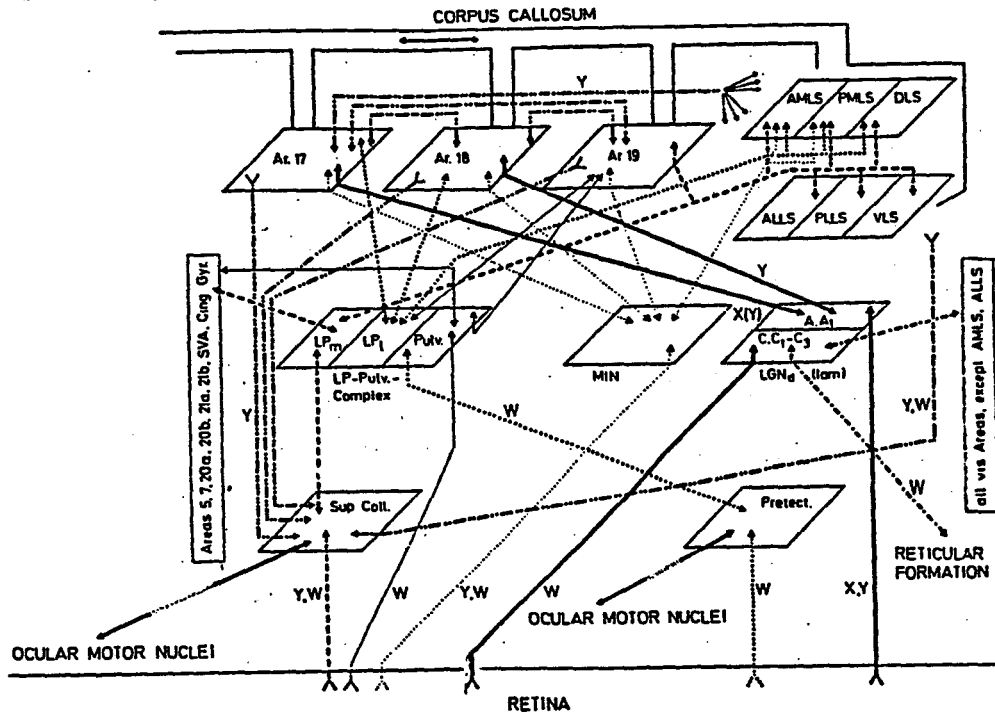 CORPUS CALLOSUM
Y
AMLS PMLS DLS
Ar. 17
Ar. 18
Ar 19
ALLS PLLS VLS
Areas 5, 7, 20a, 20b, 21a, 21b, SVA, Cing Gyr.
Y
X(Y)
A, A1
LPm LPl Pulv.
C, C1-C3
LP-Pulv.-
Complex
MIN
LGNd (lam)
all vis Areas, except AMLS, ALLS
Y
W
Y,W
W
Sup Coll.
Pretect.
RETICULAR
FORMATION
Y,W
W
Y,W
W
W
X,Y
OCULAR MOTOR NUCLEI
OCULAR MOTOR NUCLEI
RETINA